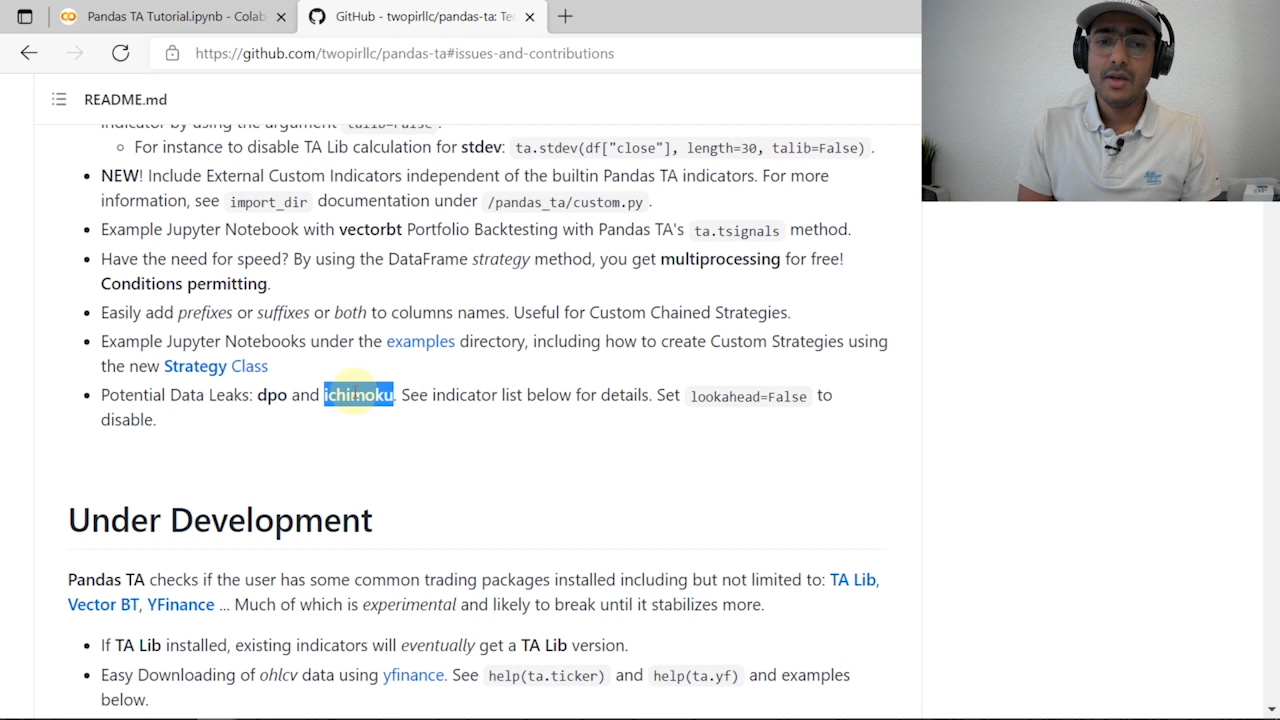 Pandas TA Tutorial.ipynb - Colab
GitHub - twopirllc/pandas-ta: Tec
https://github.com/twopirllc/pandas-ta#issues-and-contributions
README.md
indicator by using the argument talib=False.
For instance to disable TA Lib calculation for stdev: ta.stdev(df["close"], length=30, talib=False).
NEW! Include External Custom Indicators independent of the builtin Pandas TA indicators. For more
information, see import_dir documentation under /pandas_ta/custom.py.
Example Jupyter Notebook with vectorbt Portfolio Backtesting with Pandas TA's ta.tsignals method.
Have the need for speed? By using the DataFrame strategy method, you get multiprocessing for free!
Conditions permitting.
Easily add prefixes or suffixes or both to columns names. Useful for Custom Chained Strategies.
Example Jupyter Notebooks under the examples directory, including how to create Custom Strategies using
the new Strategy Class
Potential Data Leaks: dpo and ichimoku. See indicator list below for details. Set lookahead=False to
disable.
Under Development
Pandas TA checks if the user has some common trading packages installed including but not limited to: TA Lib,
Vector BT, YFinance ... Much of which is experimental and likely to break until it stabilizes more.
If TA Lib installed, existing indicators will eventually get a TA Lib version.
Easy Downloading of ohlcv data using yfinance. See help(ta.ticker) and help(ta.yf) and examples
below.